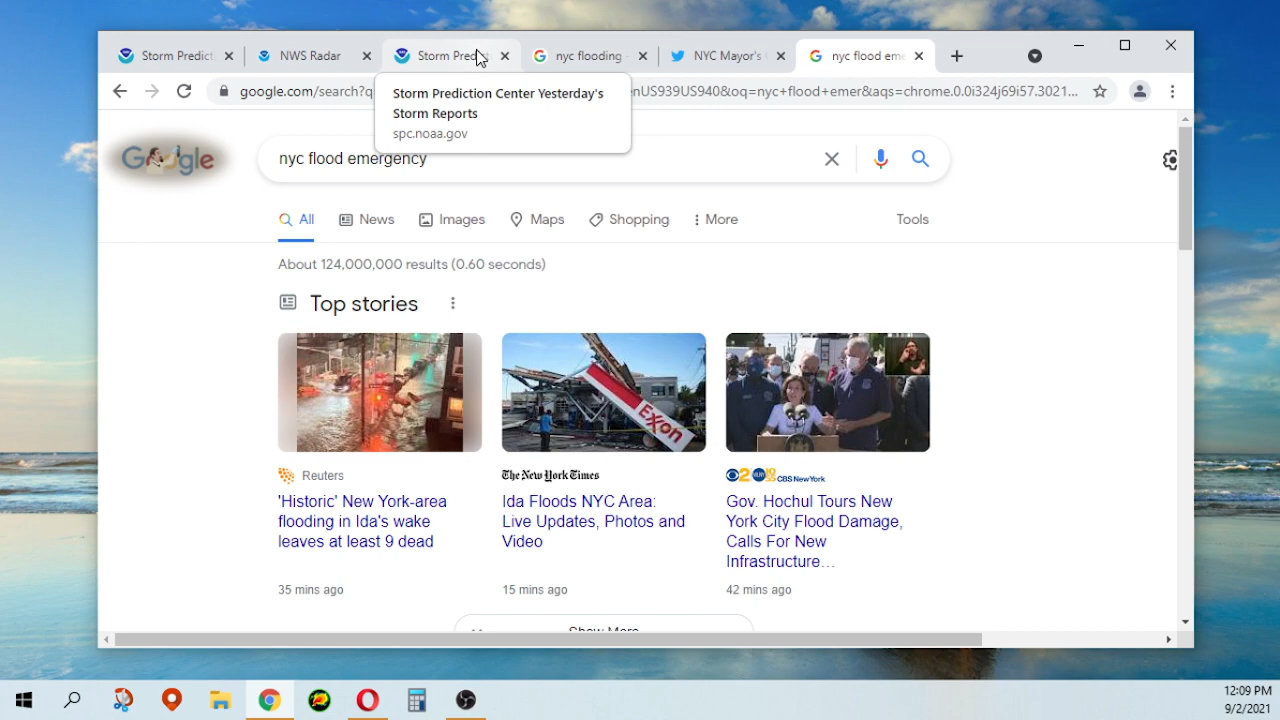 Storm Predict
NWS Radar
Storm Predict
nyc flooding -
NYC Mayor's
nyc flood eme
google.com/search?q
enUS939US940&oq=nyc+flood+emer&aqs=chrome.0.0i324j69i57.3021...
Storm Prediction Center Yesterday's
Storm Reports
spc.noaa.gov
Google
nyc flood emergency
All
News
Images
Maps
Shopping
More
Tools
About 124,000,000 results (0.60 seconds)
Top stories
Exxon
Reuters
'Historic' New York-area
flooding in Ida's wake
leaves at least 9 dead
35 mins ago
The New York Times
Ida Floods NYC Area:
Live Updates, Photos and
Video
15 mins ago
2 CBS New York
Gov. Hochul Tours New
York City Flood Damage,
Calls For New
Infrastructure...
42 mins ago
Show More
12:09 PM
9/2/2021